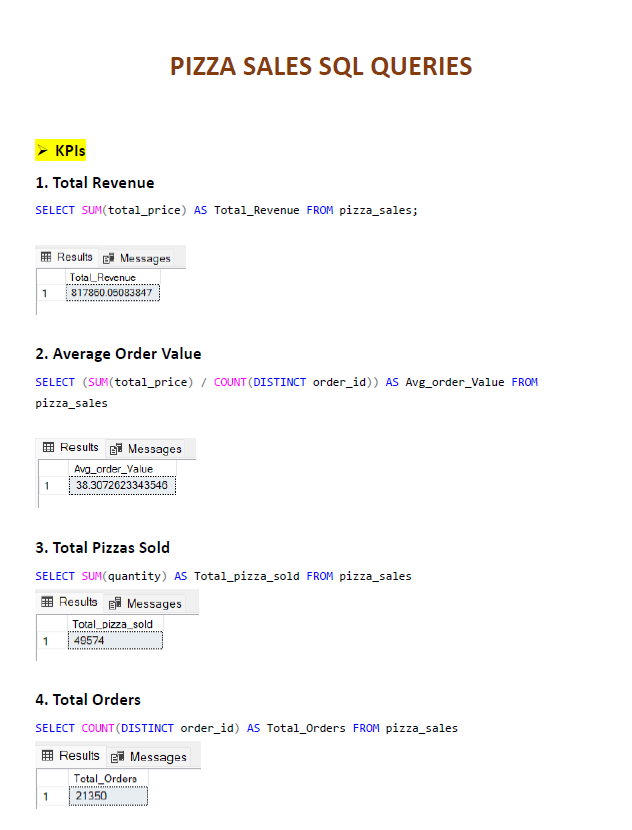 PIZZA SALES SQL QUERIES
➢ KPIs
1. Total Revenue
SELECT SUM(total_price) AS Total_Revenue FROM pizza_sales;
Results Messages
Total_Revenue
1 817860.05083847
2. Average Order Value
SELECT (SUM(total_price) / COUNT(DISTINCT order_id)) AS Avg_order_Value FROM
pizza_sales
Results Messages
Avg_order_Value
1 38.3072623343546
3. Total Pizzas Sold
SELECT SUM(quantity) AS Total_pizza_sold FROM pizza_sales
Results Messages
Total_pizza_sold
1 49574
4. Total Orders
SELECT COUNT(DISTINCT order_id) AS Total_Orders FROM pizza_sales
Results Messages
Total_Orders
1 21350